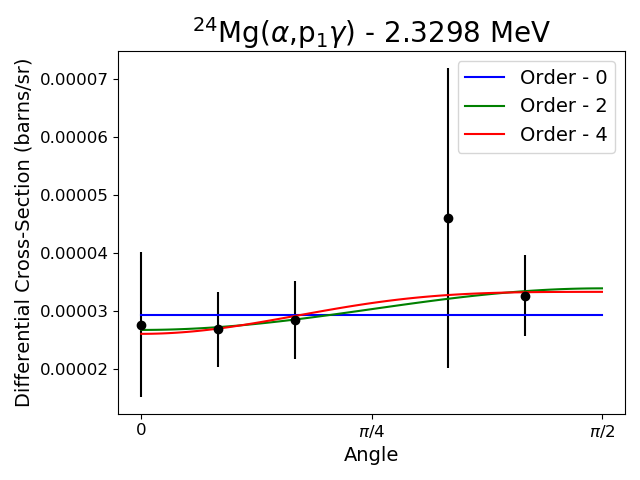 ²⁴Mg(α,p₁γ) - 2.3298 MeV
Order - 0
Order - 2
Order - 4
Differential Cross-Section (barns/sr)
0.00007
0.00006
0.00005
0.00004
0.00003
0.00002
0
π/4
π/2
Angle